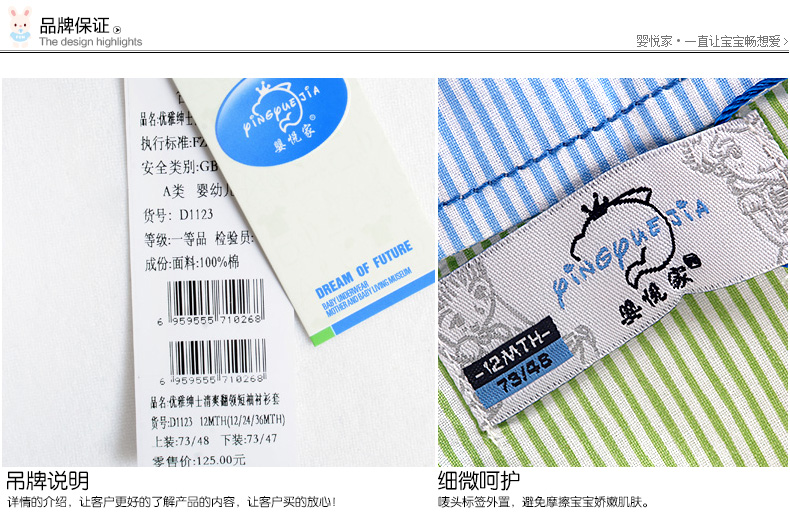 品牌保证
The design highlights
婴悦家·一直让宝宝畅想爱
品名:优雅绅士
执行标准:FZ
安全类别:GB
A类 婴幼儿
货号: D1123
等级:一等品 检验员:
成份:面料:100%棉
6 959555 710268
6 959555 710268
品名:优雅绅士清爽翻领短袖衬衫套
货号:D1123 12MTH(12/24/36MTH)
上装:73/48 下装:73/47
零售价:125.00元
YINGYUEJIA
婴悦家
DREAM OF FUTURE
BABY UNDERWEAR
MOTHER AND BABY LIVING MUSEUM
YINGYUEJIA
婴悦家
-12MTH-
73/48
吊牌说明
详情的介绍，让客户更好的了解产品的内容，让客户买的放心！
细微呵护
唛头标签外置，避免摩擦宝宝娇嫩肌肤。